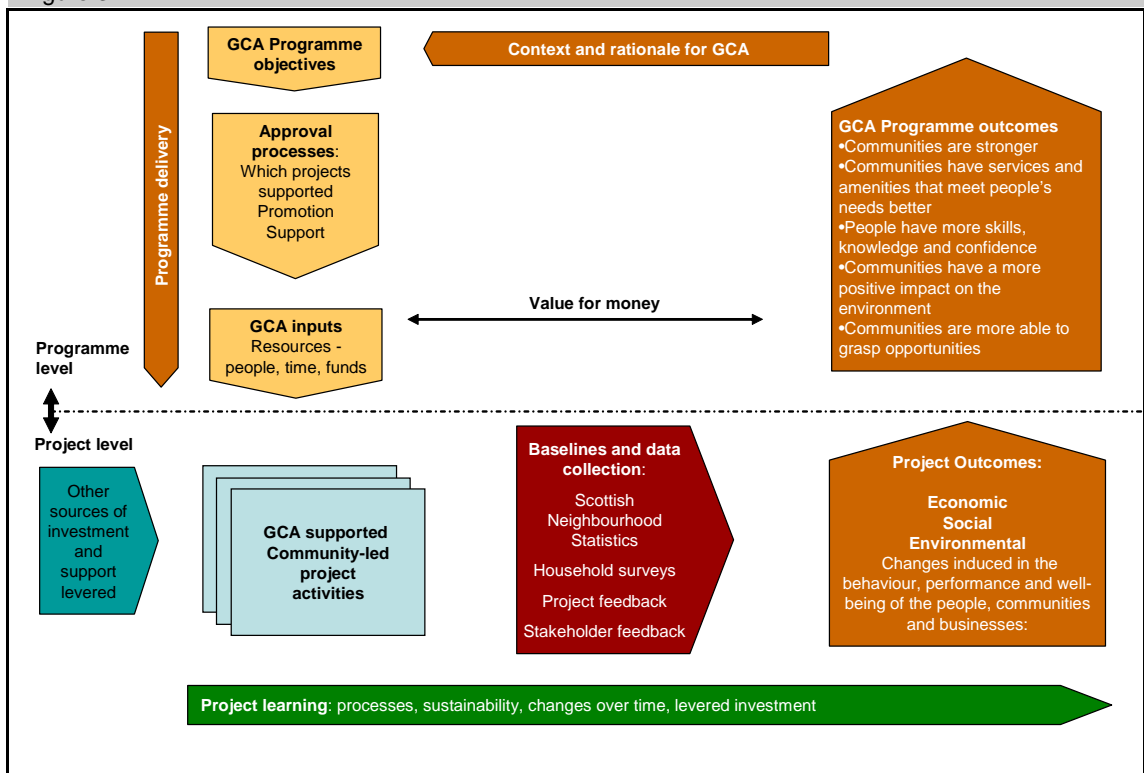 GCA Programme
objectives
Context and rationale for GCA
Programme delivery
Approval
processes:
Which projects
supported
Promotion
Support
GCA Programme outcomes
•Communities are stronger
•Communities have services and
amenities that meet people's
needs better
•People have more skills,
knowledge and confidence
•Communities have a more
positive impact on the
environment
•Communities are more able to
grasp opportunities
Value for money
GCA inputs
Resources -
people, time, funds
Programme
level
Project level
Other
sources of
investment
and
support
levered
GCA supported
Community-led
project
activities
Baselines and data
collection:
Scottish
Neighbourhood
Statistics
Household surveys
Project feedback
Stakeholder feedback
Project Outcomes:
Economic
Social
Environmental
Changes induced in the
behaviour, performance and well-
being of the people, communities
and businesses:
Project learning: processes, sustainability, changes over time, levered investment